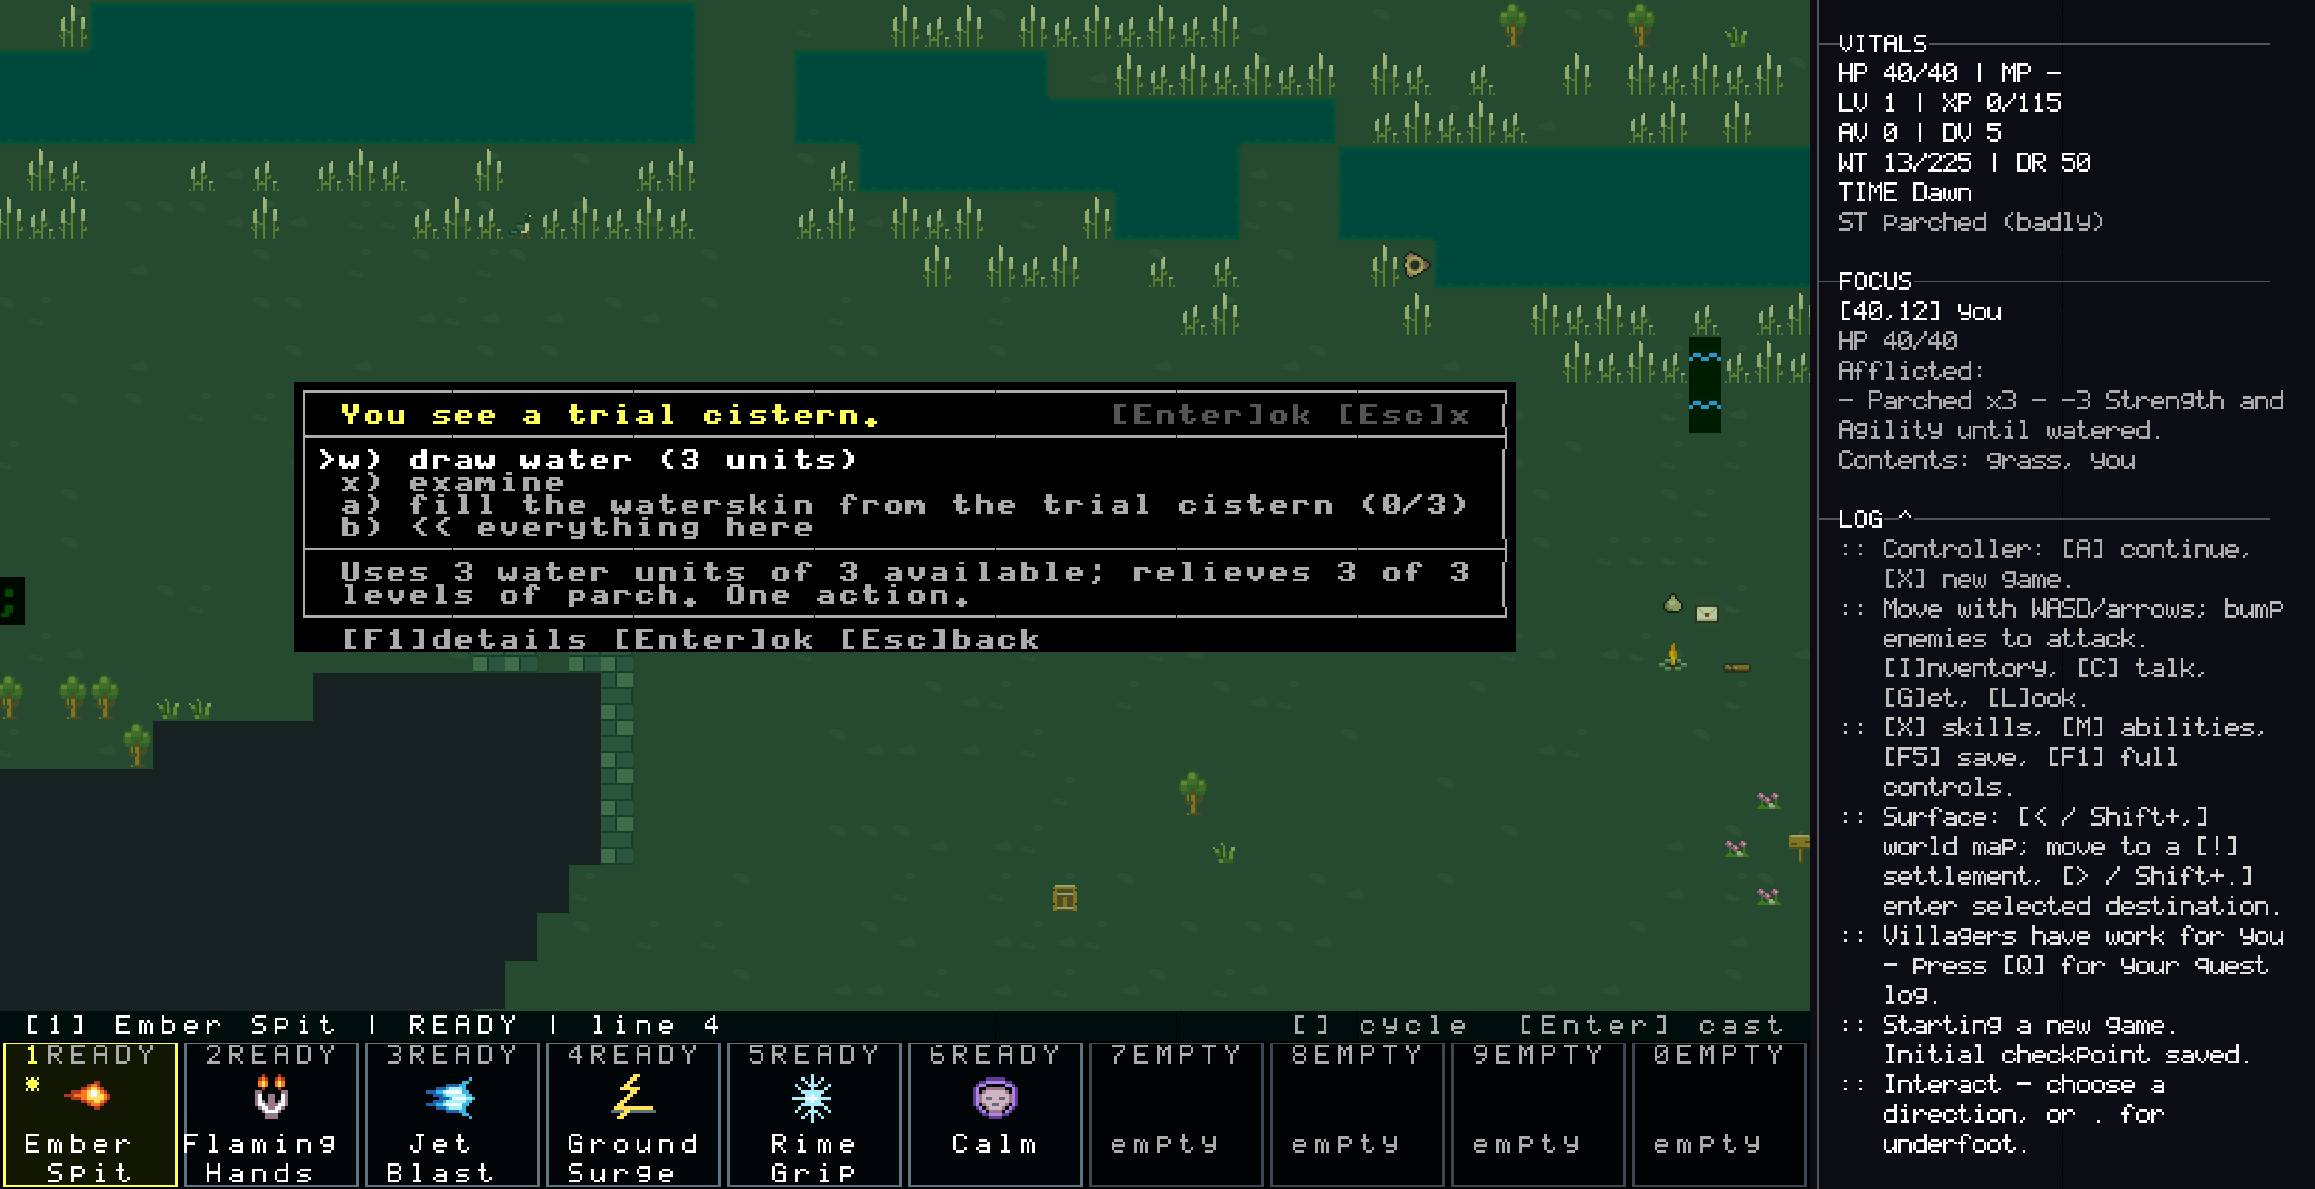 You see a trial cistern. [Enter]ok [Esc]x
>w) draw water (3 units)
x) examine
a) fill the waterskin from the trial cistern (0/3)
b) << everything here
Uses 3 water units of 3 available; relieves 3 of 3
levels of parch. One action.
[F1]details [Enter]ok [Esc]back
[1] Ember Spit | READY | line 4
[] cycle [Enter] cast
1READY
*
Ember
Spit
2READY
Flaming
Hands
3READY
Jet
Blast
4READY
Ground
Surge
5READY
Rime
Grip
6READY
Calm
7EMPTY
empty
8EMPTY
empty
9EMPTY
empty
0EMPTY
empty
VITALS
HP 40/40 | MP -
LV 1 | XP 0/115
AV 0 | DV 5
WT 13/225 | DR 50
TIME Dawn
ST Parched (badly)
FOCUS
[40,12] you
HP 40/40
Afflicted:
- Parched x3 - -3 Strength and
Agility until watered.
Contents: grass, you
LOG ^
:: Controller: [A] continue,
[X] new game.
:: Move with WASD/arrows; bump
enemies to attack.
[I]nventory, [C] talk,
[G]et, [L]ook.
:: [X] skills, [M] abilities,
[F5] save, [F1] full
controls.
:: Surface: [< / Shift+,]
world map; move to a [!]
settlement, [> / Shift+.]
enter selected destination.
:: Villagers have work for you
- Press [Q] for your quest
log.
:: Starting a new game.
Initial checkpoint saved.
:: Interact - choose a
direction, or . for
underfoot.